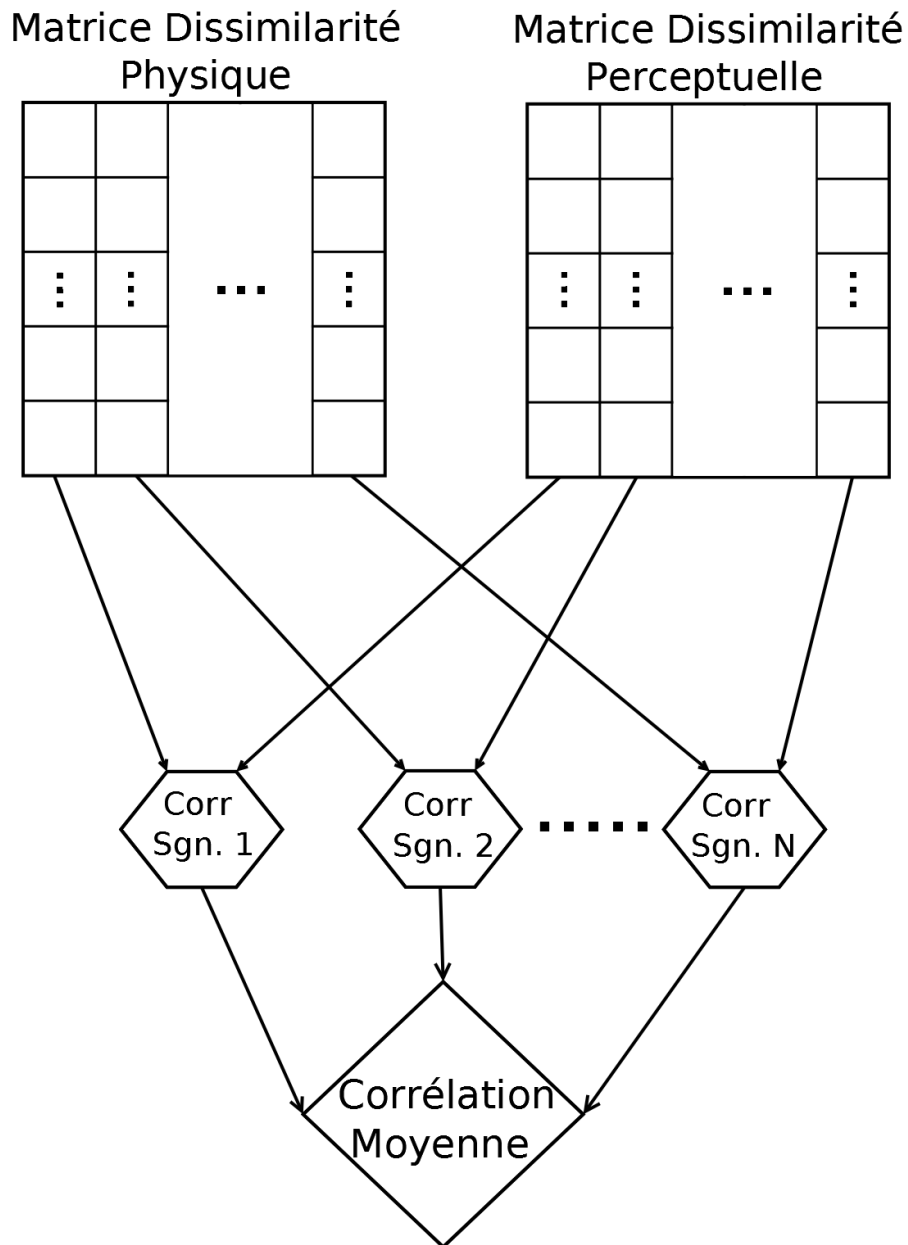 Matrice Dissimilarité
Physique
Matrice Dissimilarité
Perceptuelle
Corr
Sgn. 1
Corr
Sgn. 2
Corr
Sgn. N
Corrélation
Moyenne